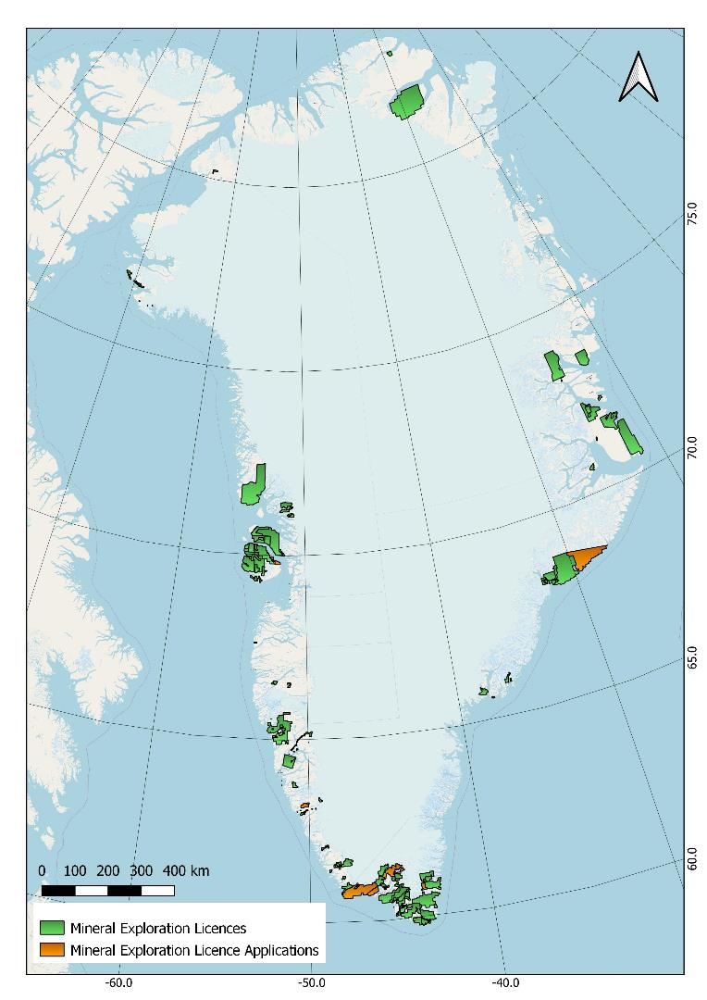 75.0
70.0
65.0
60.0
0 100 200 300 400 km
Mineral Exploration Licences
Mineral Exploration Licence Applications
-60.0 -50.0 -40.0